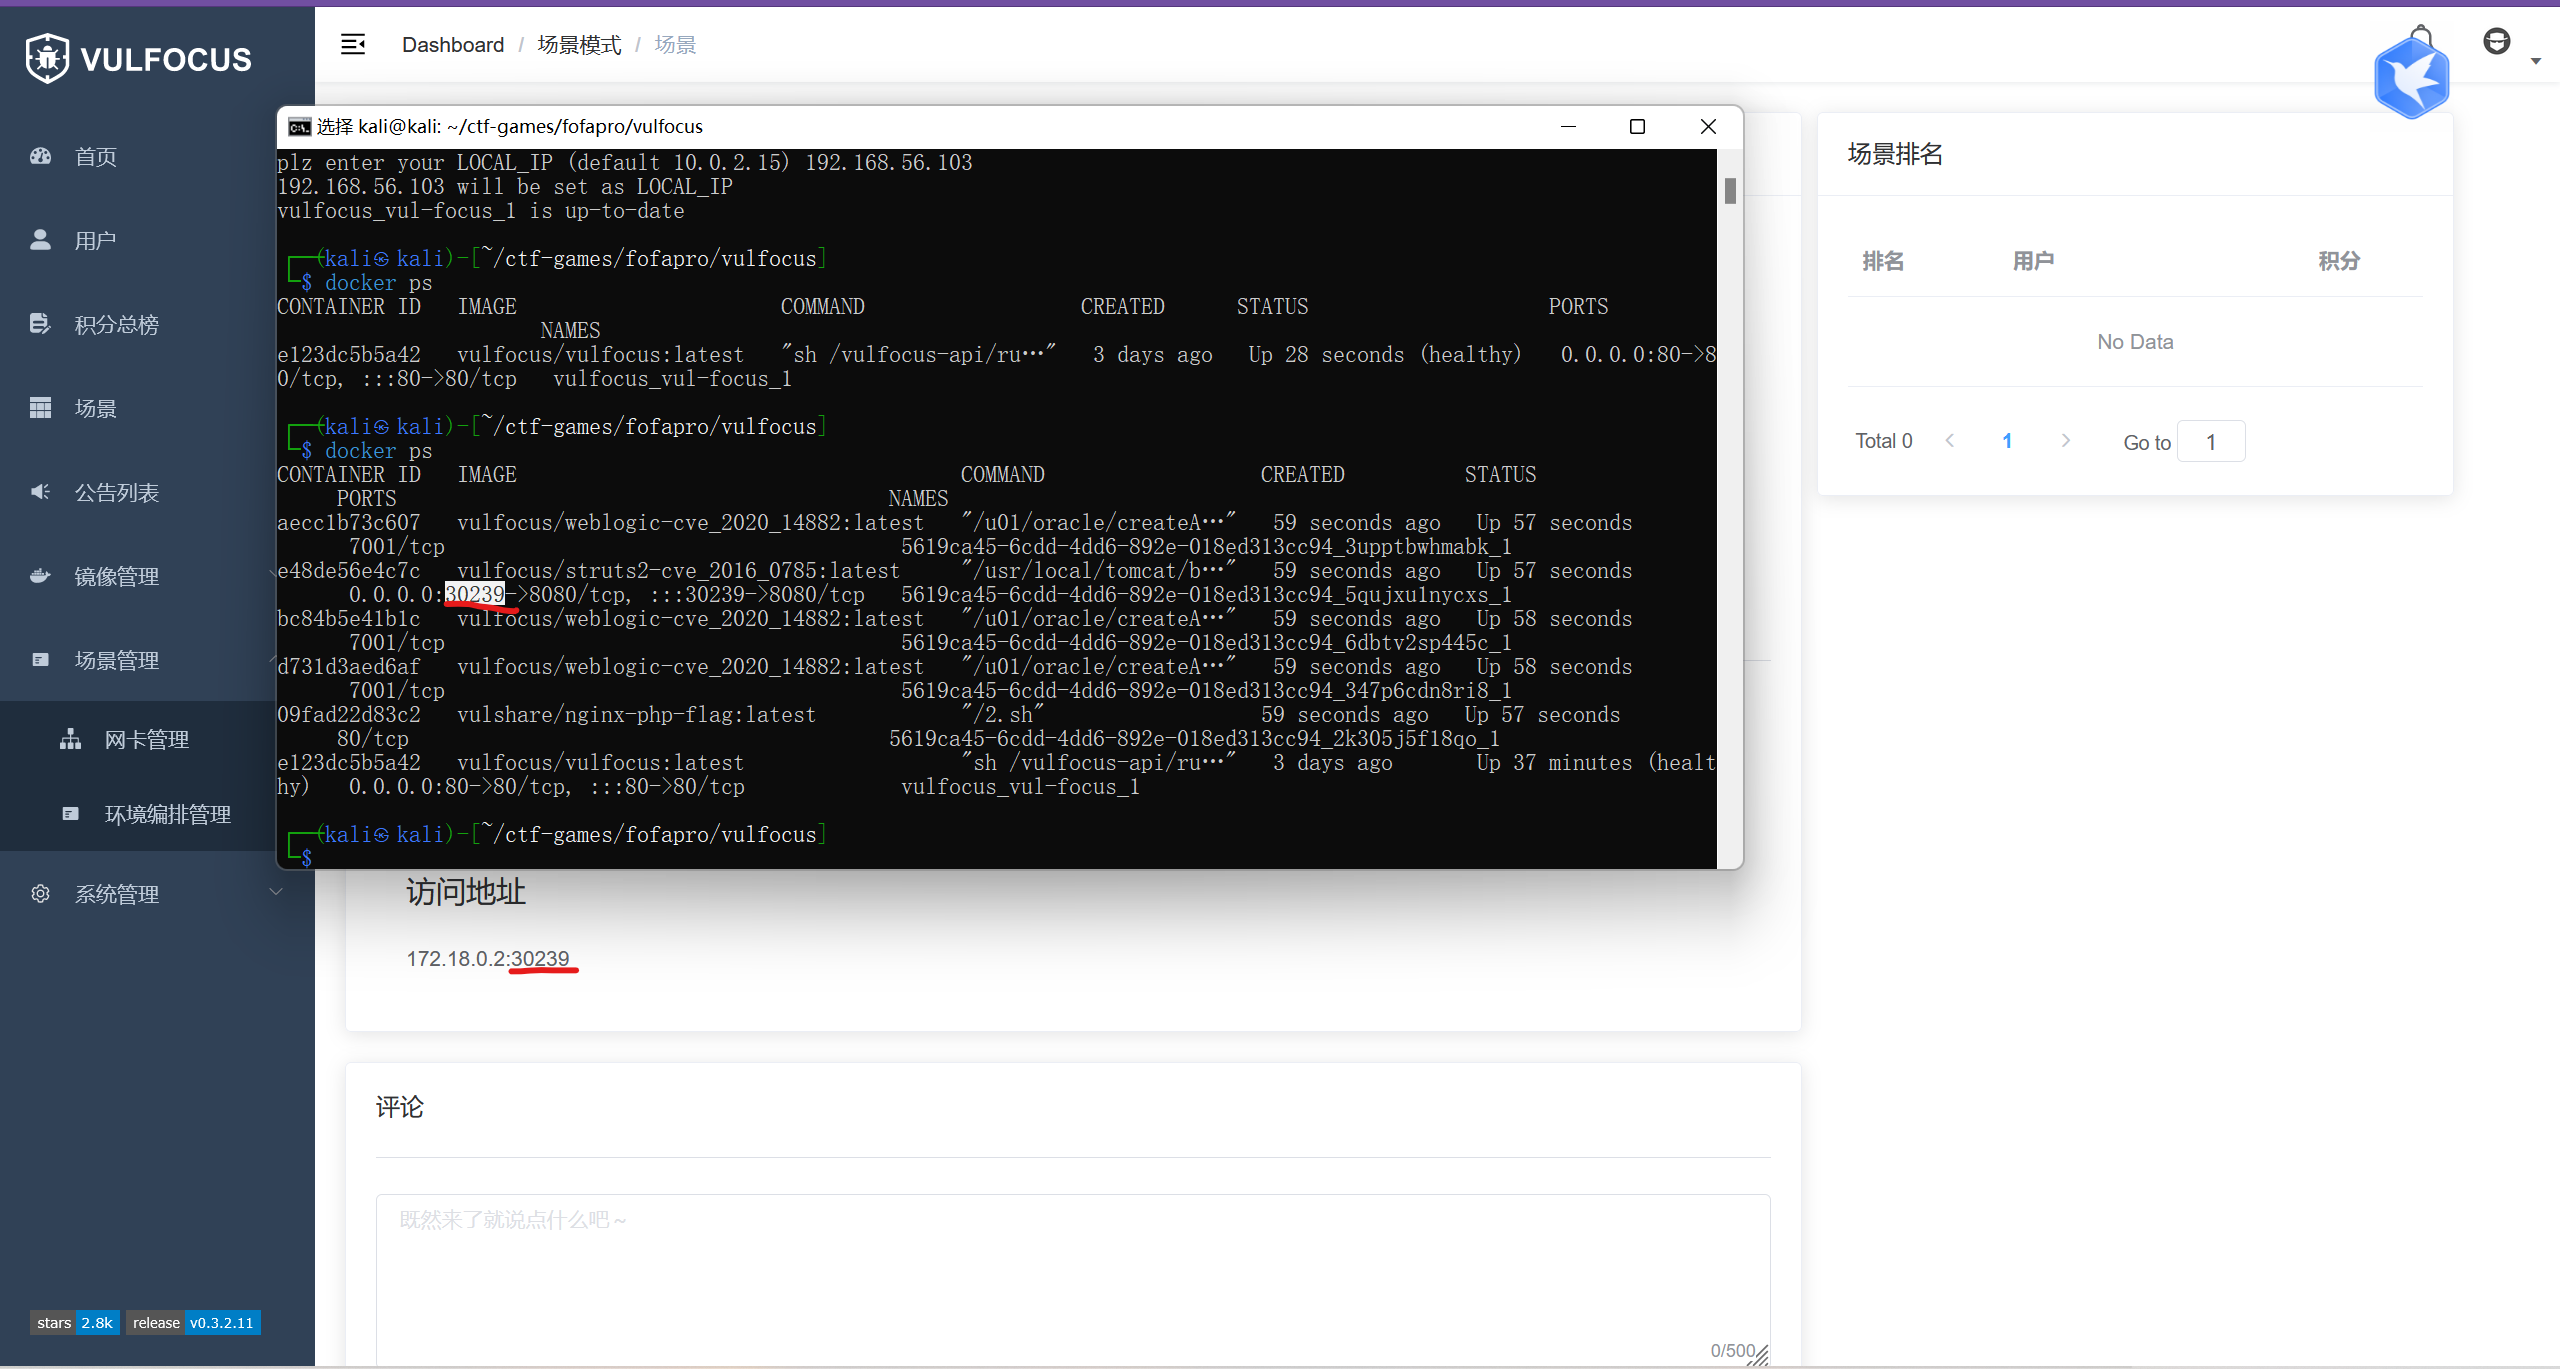 VULFOCUS
Dashboard / 场景模式 / 场景
首页
用户
积分总榜
场景
公告列表
镜像管理
场景管理
网卡管理
环境编排管理
系统管理
stars 2.8k release v0.3.2.11
选择 kali@kali: ~/ctf-games/fofapro/vulfocus
plz enter your LOCAL_IP (default 10.0.2.15) 192.168.56.103
192.168.56.103 will be set as LOCAL_IP
vulfocus_vul-focus_1 is up-to-date
┌──(kali㉿kali)-[~/ctf-games/fofapro/vulfocus]
└─$ docker ps
CONTAINER ID IMAGE COMMAND CREATED STATUS PORTS
NAMES
e123dc5b5a42 vulfocus/vulfocus:latest "sh /vulfocus-api/ru…" 3 days ago Up 28 seconds (healthy) 0.0.0.0:80->8
0/tcp, :::80->80/tcp vulfocus_vul-focus_1
┌──(kali㉿kali)-[~/ctf-games/fofapro/vulfocus]
└─$ docker ps
CONTAINER ID IMAGE COMMAND CREATED STATUS
PORTS NAMES
aecc1b73c607 vulfocus/weblogic-cve_2020_14882:latest "/u01/oracle/createA…" 59 seconds ago Up 57 seconds
7001/tcp 5619ca45-6cdd-4dd6-892e-018ed313cc94_3upptbwhmabk_1
e48de56e4c7c vulfocus/struts2-cve_2016_0785:latest "/usr/local/tomcat/b…" 59 seconds ago Up 57 seconds
0.0.0.0:30239->8080/tcp, :::30239->8080/tcp 5619ca45-6cdd-4dd6-892e-018ed313cc94_5qujxulnycxs_1
bc84b5e41b1c vulfocus/weblogic-cve_2020_14882:latest "/u01/oracle/createA…" 59 seconds ago Up 58 seconds
7001/tcp 5619ca45-6cdd-4dd6-892e-018ed313cc94_6dbtv2sp445c_1
d731d3aed6af vulfocus/weblogic-cve_2020_14882:latest "/u01/oracle/createA…" 59 seconds ago Up 58 seconds
7001/tcp 5619ca45-6cdd-4dd6-892e-018ed313cc94_347p6cdn8ri8_1
09fad22d83c2 vulshare/nginx-php-flag:latest "/2.sh" 59 seconds ago Up 57 seconds
80/tcp 5619ca45-6cdd-4dd6-892e-018ed313cc94_2k305j5f18qo_1
e123dc5b5a42 vulfocus/vulfocus:latest "sh /vulfocus-api/ru…" 3 days ago Up 37 minutes (healt
hy) 0.0.0.0:80->80/tcp, :::80->80/tcp vulfocus_vul-focus_1
┌──(kali㉿kali)-[~/ctf-games/fofapro/vulfocus]
└─$
访问地址
172.18.0.2:30239
评论
既然来了就说点什么吧～
0/500
场景排名
排名 用户 积分
No Data
Total 0 1 Go to 1